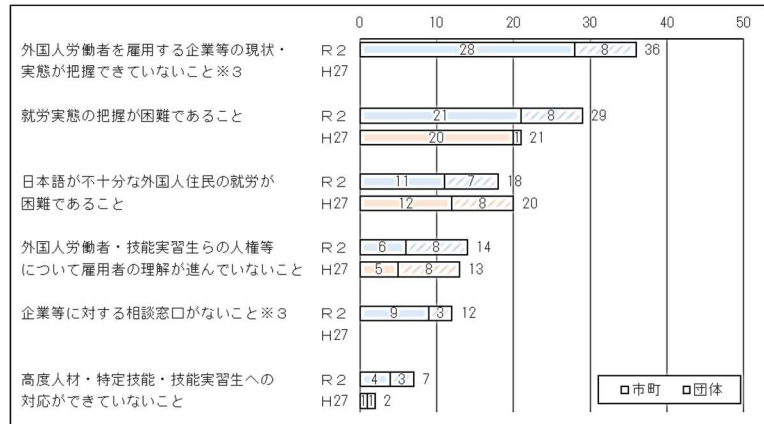 0 10 20 30 40 50
外国人労働者を雇用する企業等の現状・ R2 28 8 36
実態が把握できていないこと※3 H27
就労実態の把握が困難であること R2 21 8 29
H27 20 1 21
日本語が不十分な外国人住民の就労が R2 11 7 18
困難であること H27 12 8 20
外国人労働者・技能実習生らの人権等 R2 6 8 14
について雇用者の理解が進んでいないこと H27 5 8 13
企業等に対する相談窓口がないこと※3 R2 9 3 12
H27
高度人材・特定技能・技能実習生への R2 4 3 7
対応ができていないこと H27 1 1 2
市町 団体